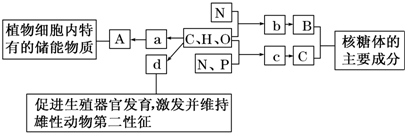 植物细胞内特
有的储能物质
A
a
N
C、H、O
N、P
b
B
c
C
核糖体的
主要成分
d
促进生殖器官发育，激发并维持
雄性动物第二性征